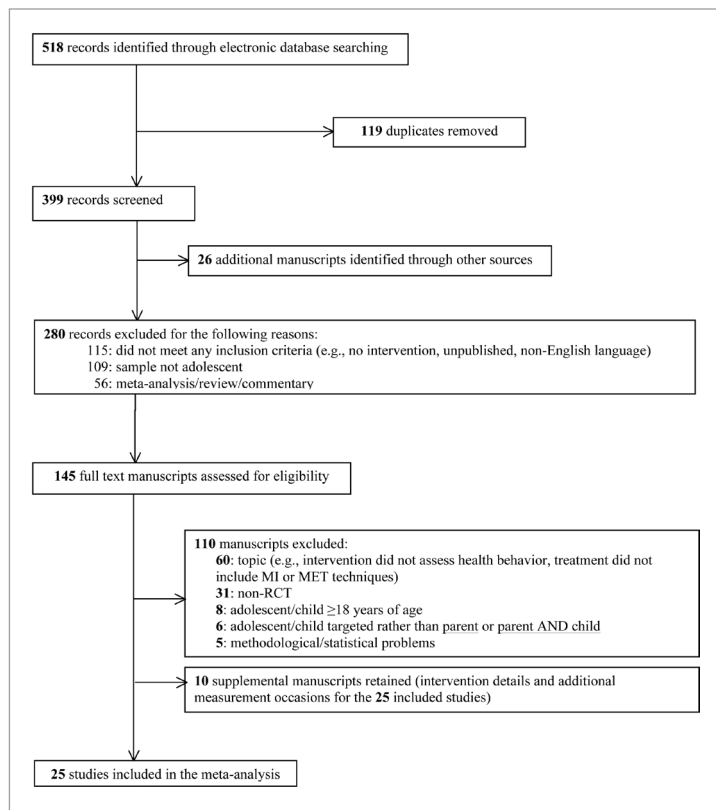 518 records identified through electronic database searching
119 duplicates removed
399 records screened
26 additional manuscripts identified through other sources
280 records excluded for the following reasons:
115: did not meet any inclusion criteria (e.g., no intervention, unpublished, non-English language)
109: sample not adolescent
56: meta-analysis/review/commentary
145 full text manuscripts assessed for eligibility
110 manuscripts excluded:
60: topic (e.g., intervention did not assess health behavior, treatment did not
include MI or MET techniques)
31: non-RCT
8: adolescent/child ≥18 years of age
6: adolescent/child targeted rather than parent or parent AND child
5: methodological/statistical problems
10 supplemental manuscripts retained (intervention details and additional
measurement occasions for the 25 included studies)
25 studies included in the meta-analysis